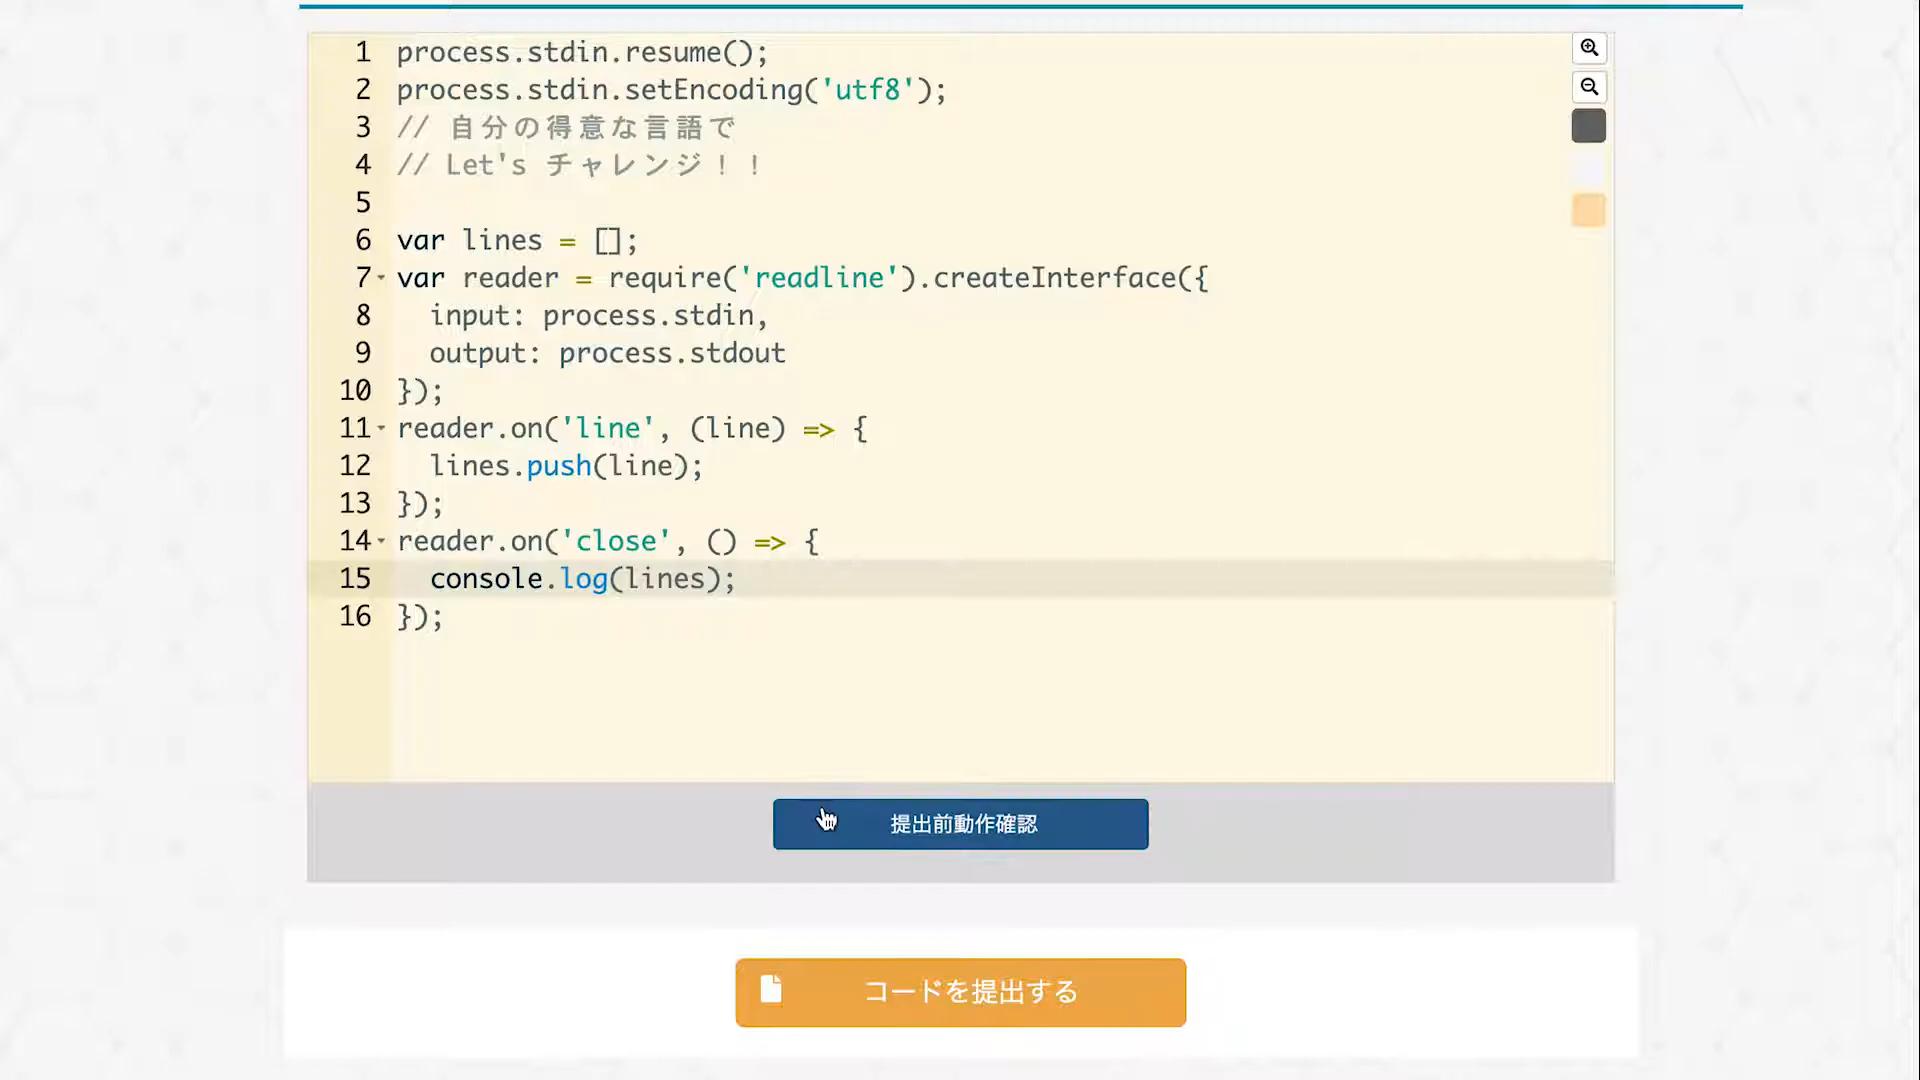 1 process.stdin.resume();
2 process.stdin.setEncoding('utf8');
3 // 自分の得意な言語で
4 // Let's チャレンジ！！
5
6 var lines = [];
7 var reader = require('readline').createInterface({
8   input: process.stdin,
9   output: process.stdout
10 });
11 reader.on('line', (line) => {
12   lines.push(line);
13 });
14 reader.on('close', () => {
15   console.log(lines);
16 });
提出前動作確認
コードを提出する